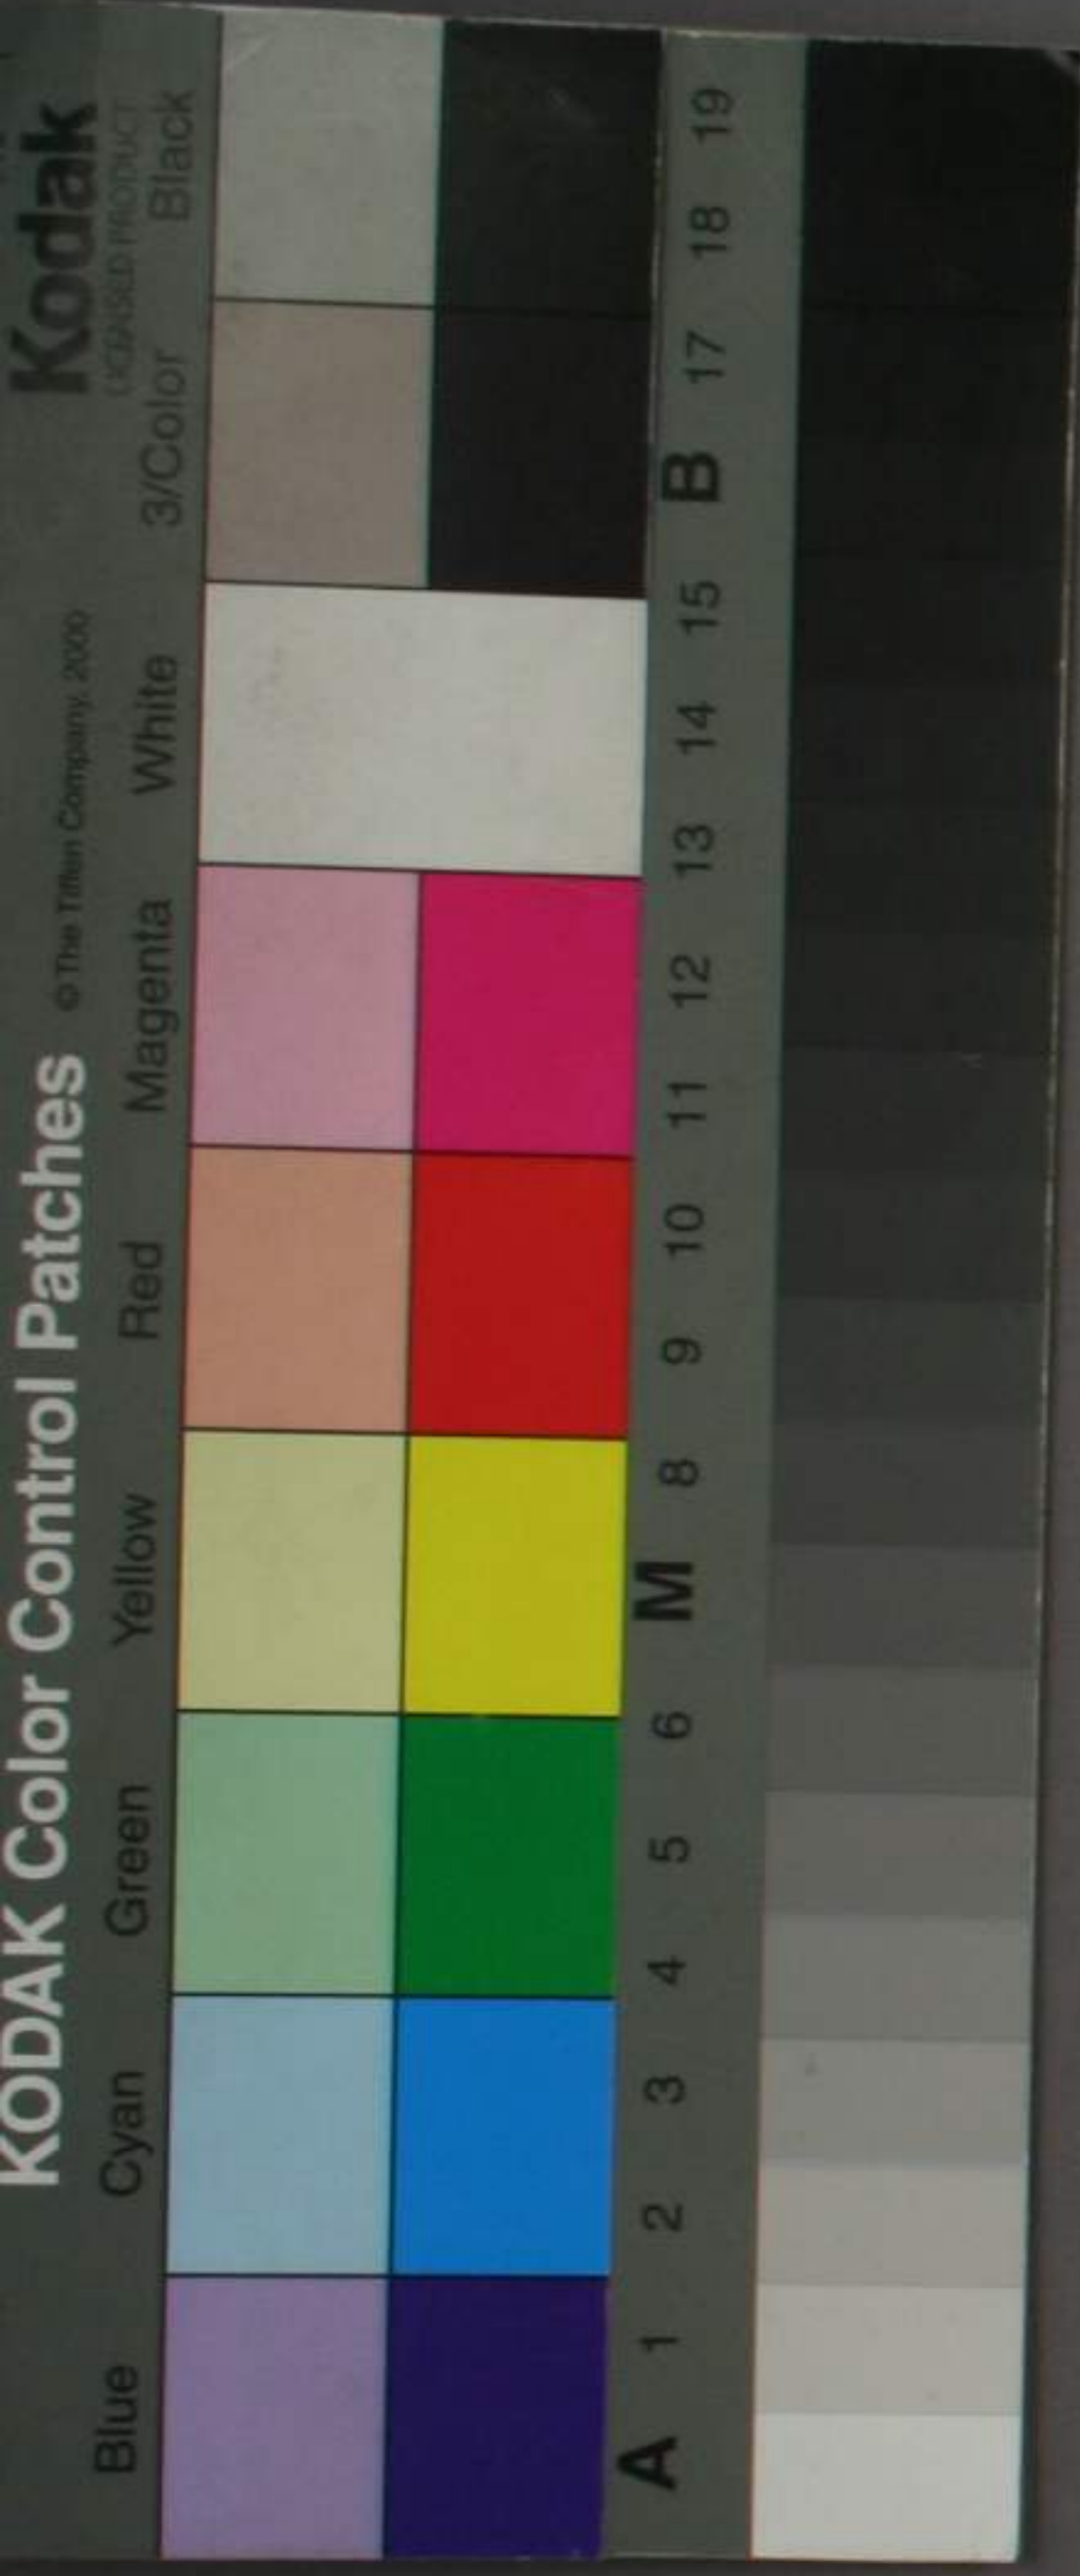 KODAK Color Control Patches © The Tiffen Company, 2000 Kodak
LICENSED PRODUCT
Blue Cyan Green Yellow Red Magenta White 3/Color Black
A 1 2 3 4 5 6 M 8 9 10 11 12 13 14 15 B 17 18 19